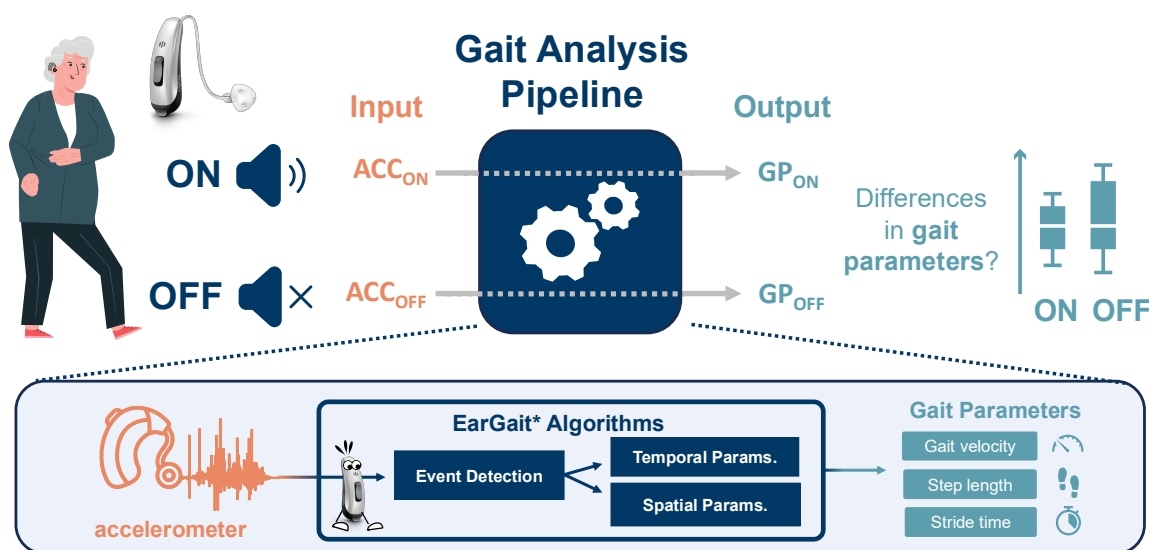 Gait Analysis
Pipeline
Input
Output
ON
ACC_ON
GP_ON
OFF
ACC_OFF
GP_OFF
Differences
in gait
parameters?
ON OFF
EarGait* Algorithms
Event Detection
Temporal Params.
Spatial Params.
accelerometer
Gait Parameters
Gait velocity
Step length
Stride time